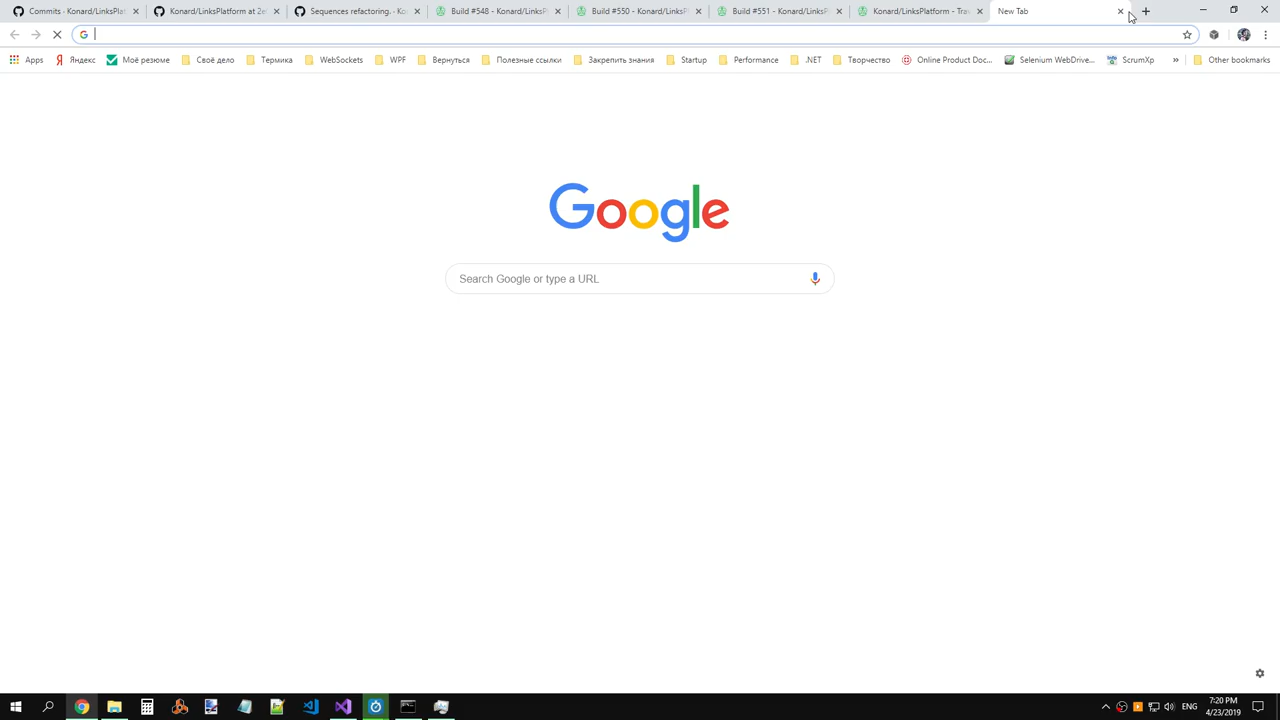 Commits · Konard/LinksPlat
Konard/LinksPlatform at 2e
Sequences refactoring. · Ko
Build #548 - Konard/LinksP
Build #550 - Konard/LinksP
Build #551 - Konard/LinksP
Konard/LinksPlatform - Tra
New Tab
Apps
Яндекс
Моё резюме
Своё дело
Термика
WebSockets
WPF
Вернуться
Полезные ссылки
Закрепить знания
Startup
Performance
.NET
Творчество
Online Product Doc...
Selenium WebDrive...
ScrumXp
»
Other bookmarks
Google
Search Google or type a URL
ENG
7:20 PM
4/23/2019